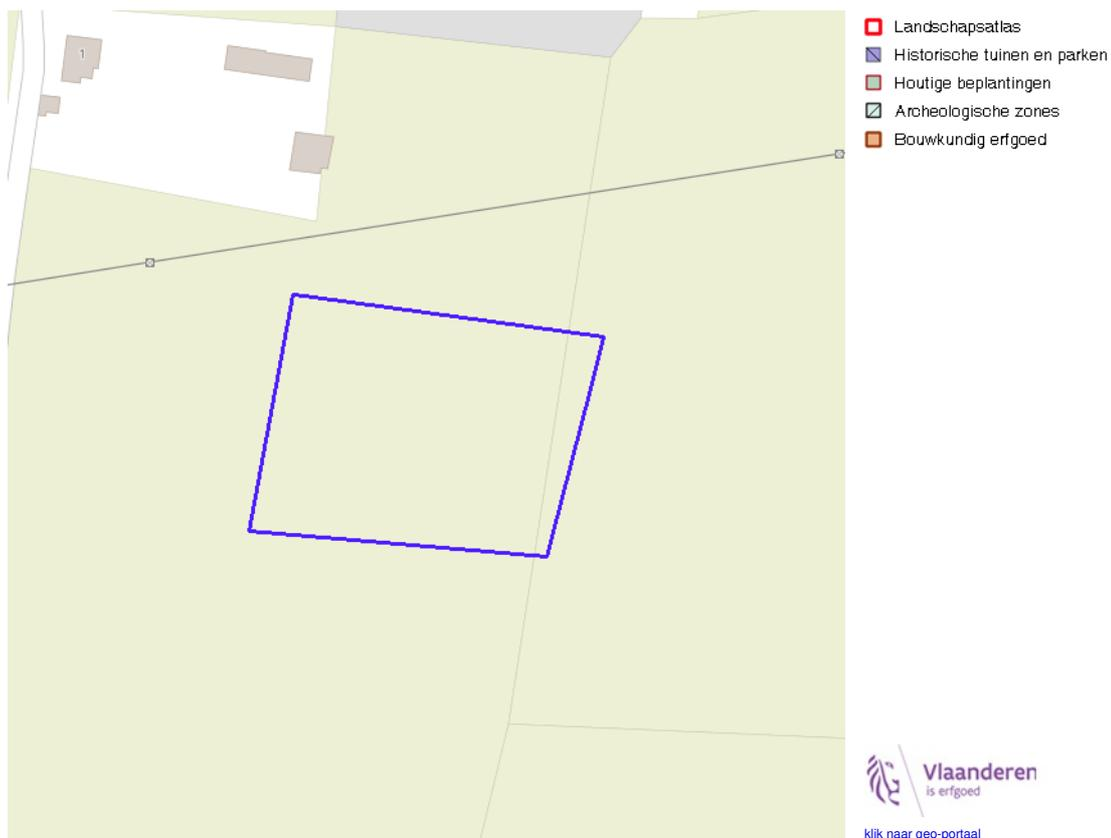 1
Landschapsatlas
Historische tuinen en parken
Houtige beplantingen
Archeologische zones
Bouwkundig erfgoed
Vlaanderen
is erfgoed
klik naar geo-portaal